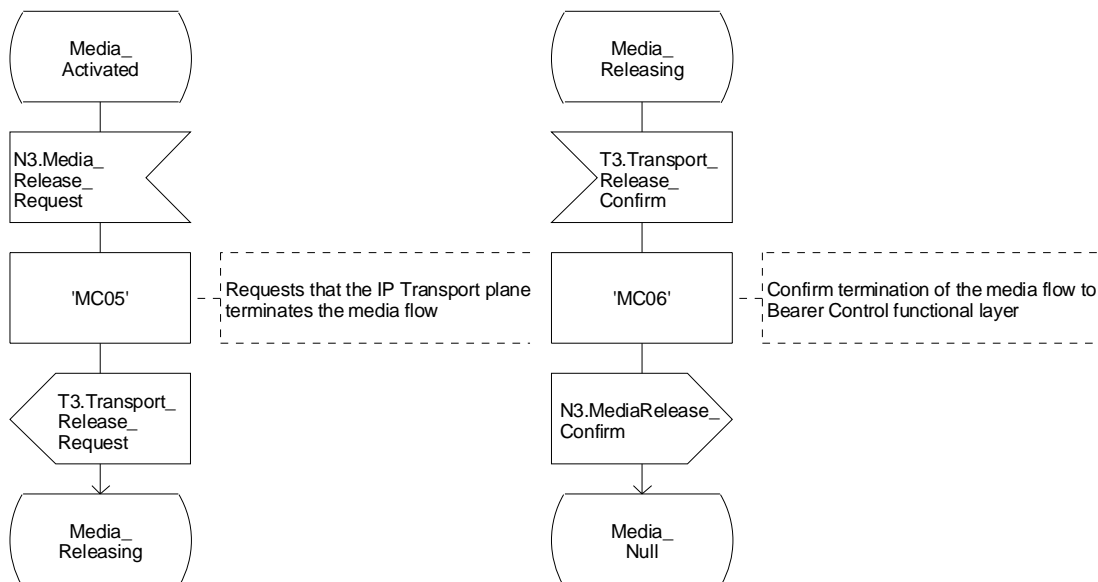 Media_
Activated
N3.Media_
Release_
Request
'MC05'
Requests that the IP Transport plane
terminates the media flow
T3.Transport_
Release_
Request
Media_
Releasing
Media_
Releasing
T3.Transport_
Release_
Confirm
'MC06'
Confirm termination of the media flow to
Bearer Control functional layer
N3.MediaRelease_
Confirm
Media_
Null